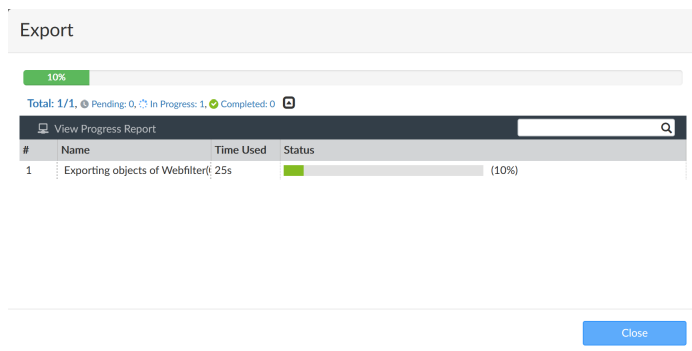 Export
10%
Total: 1/1, Pending: 0, In Progress: 1, Completed: 0
View Progress Report
# Name Time Used Status
1 Exporting objects of Webfilter( 25s (10%)
Close